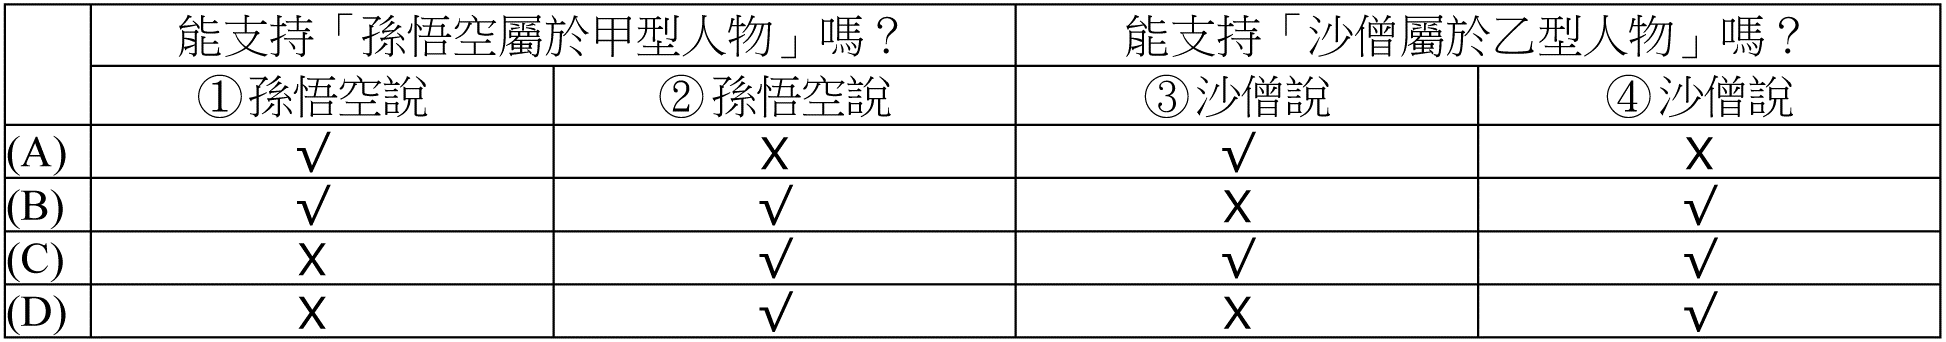 能支持「孫悟空屬於甲型人物」嗎？ 能支持「沙僧屬於乙型人物」嗎？
①孫悟空說 ②孫悟空說 ③沙僧說 ④沙僧說
(A) √ X √ X
(B) √ √ X √
(C) X √ √ √
(D) X √ X √